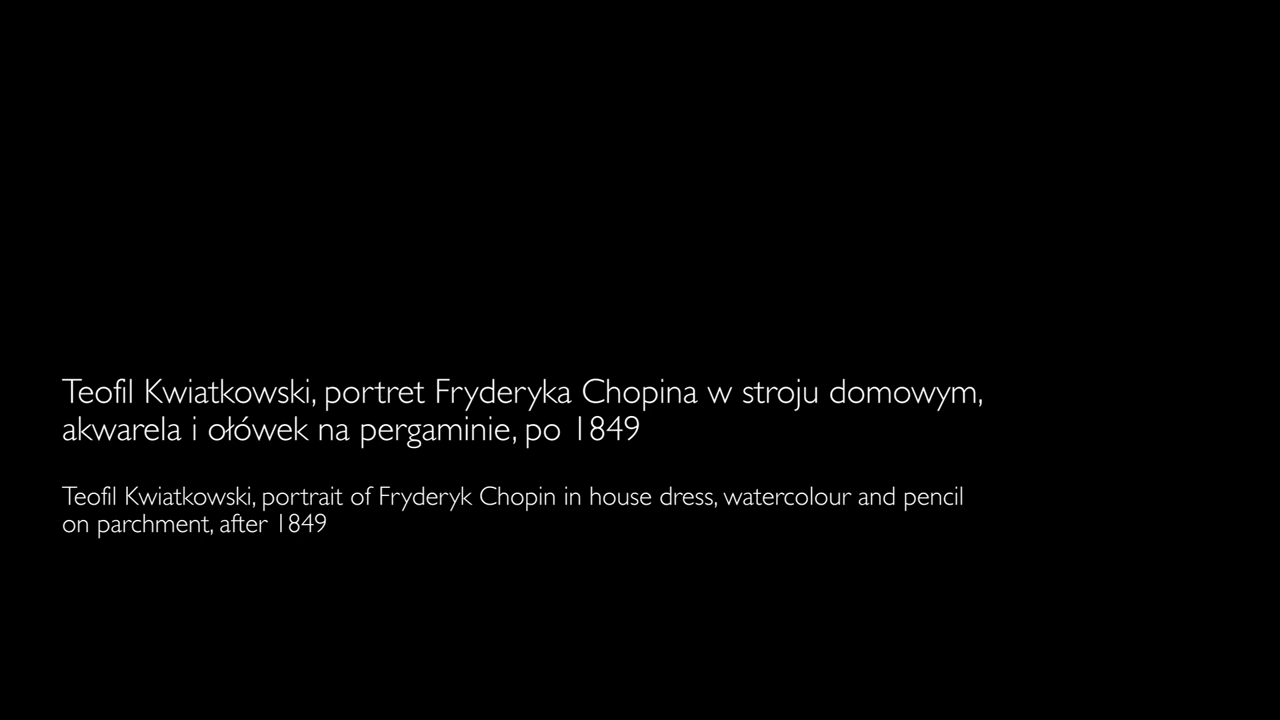 Teofil Kwiatkowski, portret Fryderyka Chopina w stroju domowym,
akwarela i ołówek na pergaminie, po 1849
Teofil Kwiatkowski, portrait of Fryderyk Chopin in house dress, watercolour and pencil
on parchment, after 1849